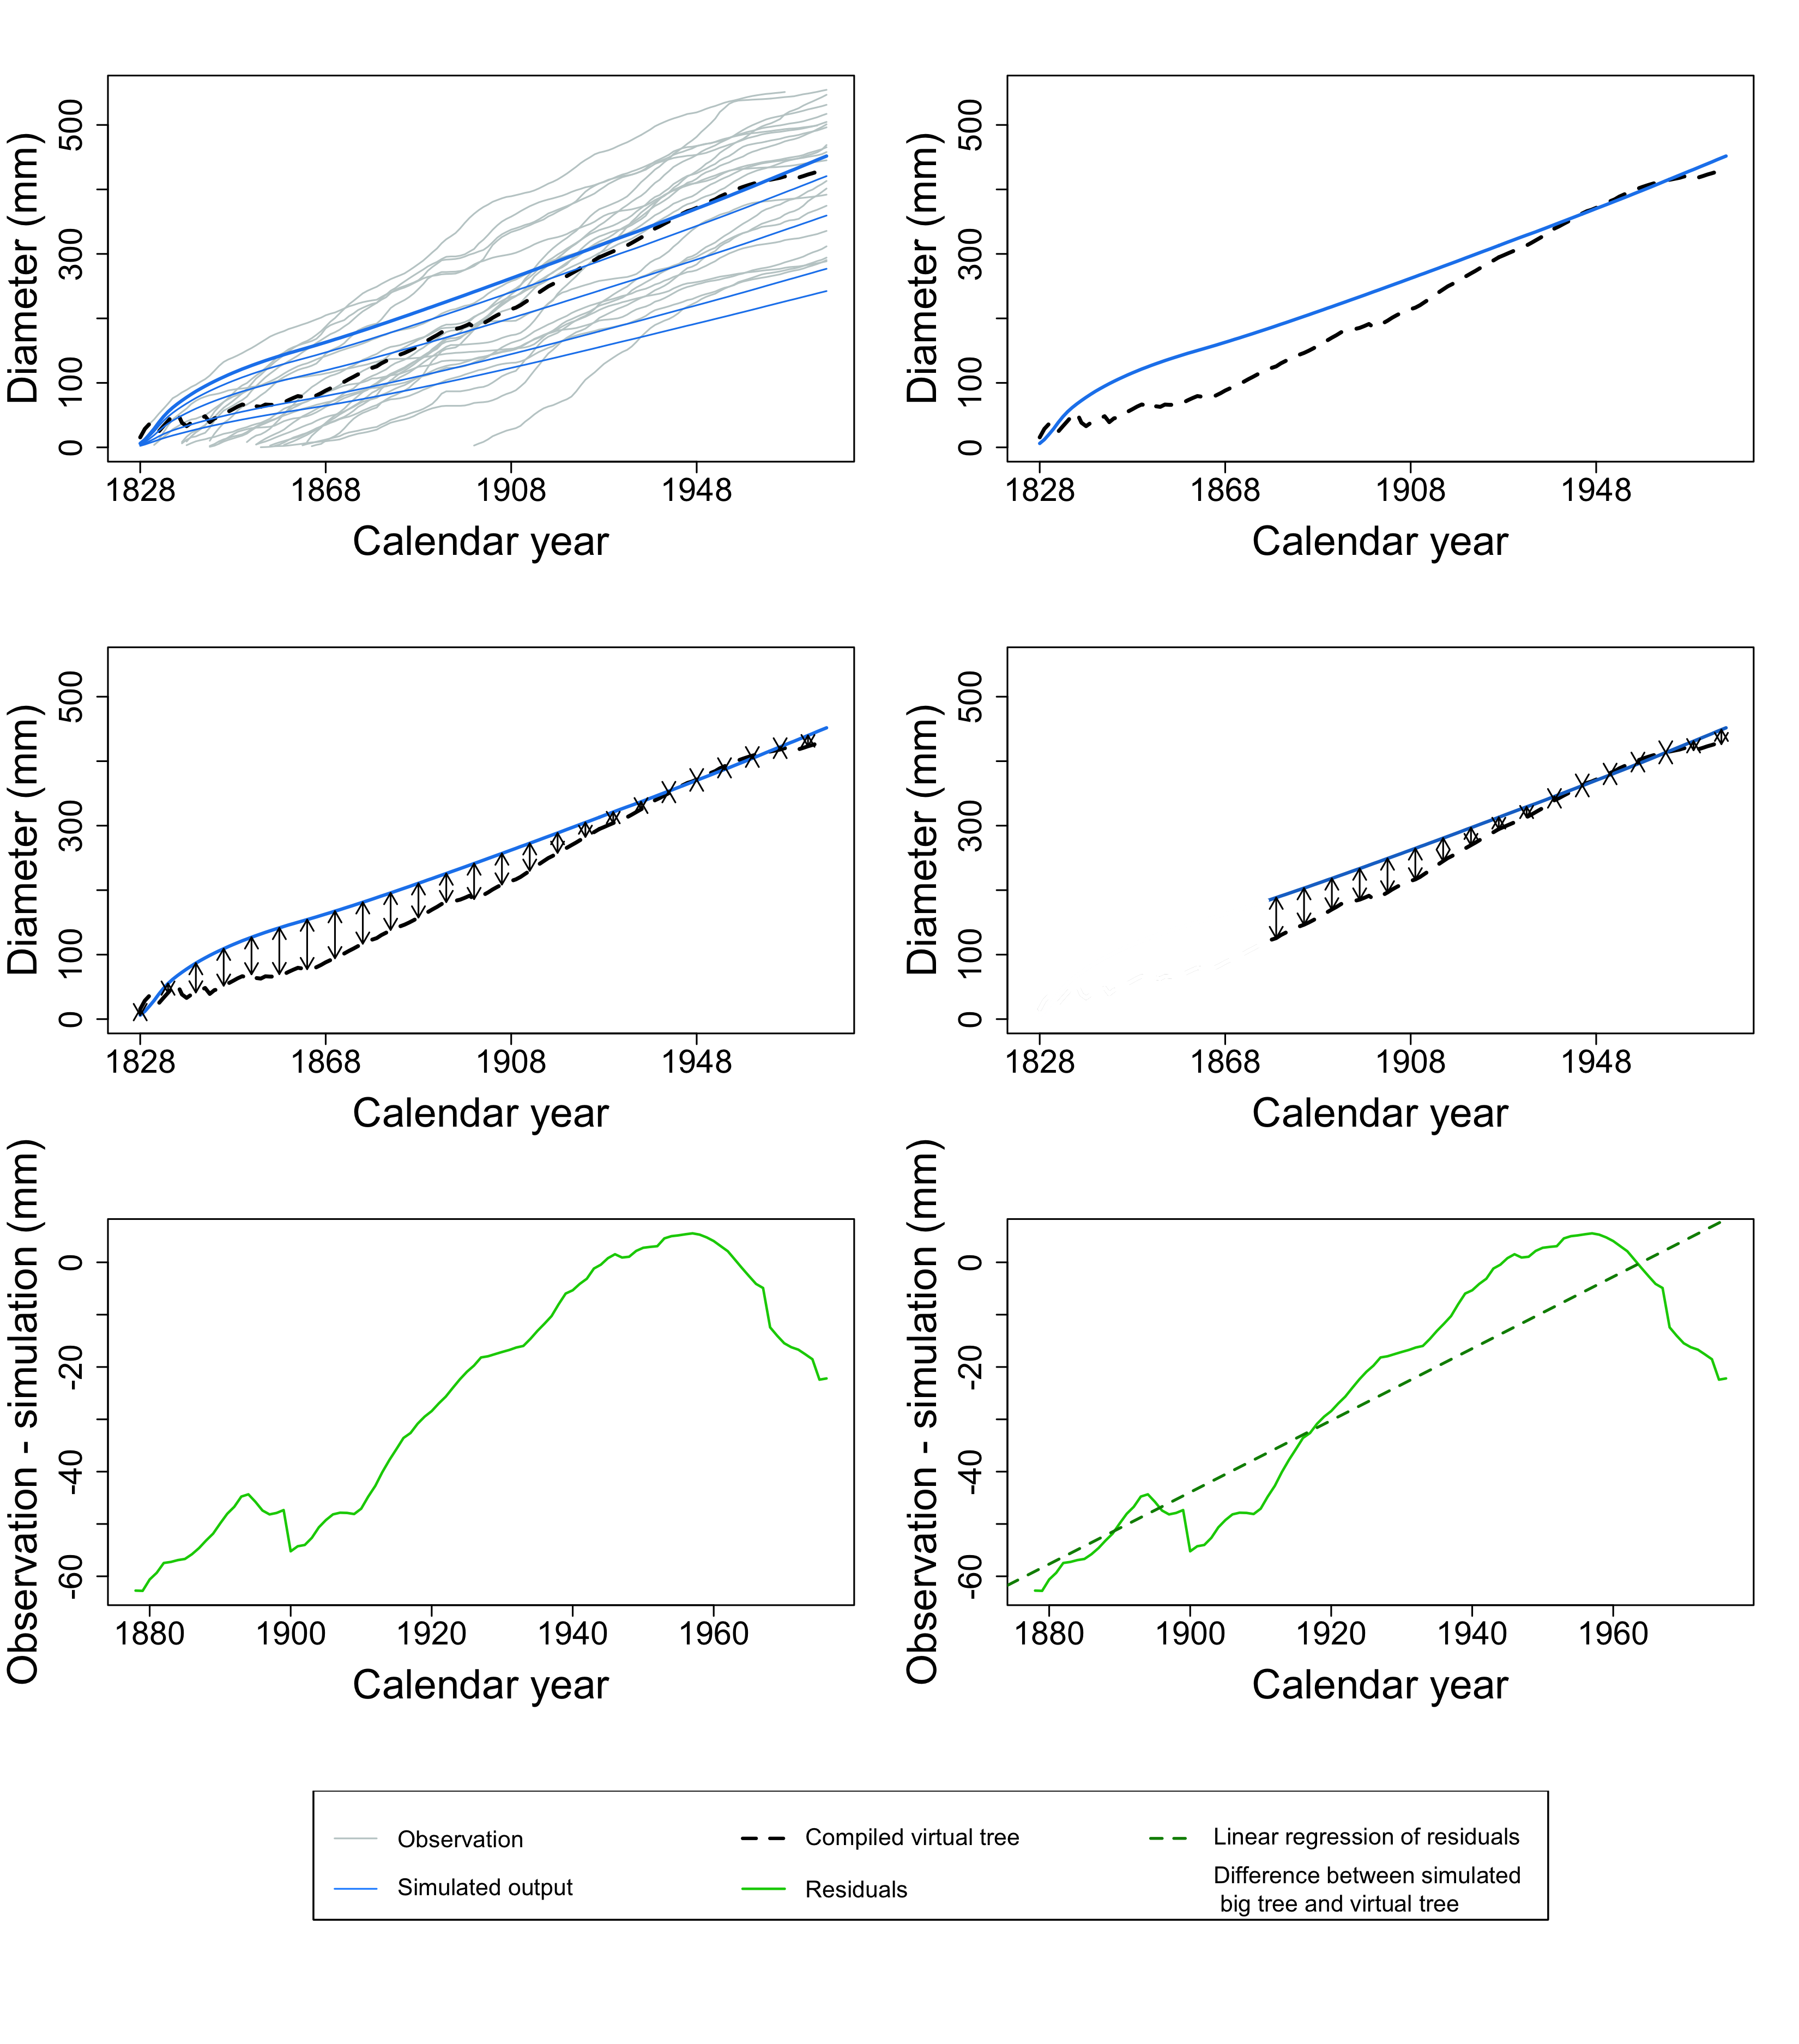 Diameter (mm)
0 100 300 500
1828 1868 1908 1948
Calendar year
Diameter (mm)
0 100 300 500
1828 1868 1908 1948
Calendar year
Diameter (mm)
0 100 300 500
1828 1868 1908 1948
Calendar year
Diameter (mm)
0 100 300 500
1828 1868 1908 1948
Calendar year
Observation - simulation (mm)
-60 -40 -20 0
1880 1900 1920 1940 1960
Calendar year
Observation - simulation (mm)
-60 -40 -20 0
1880 1900 1920 1940 1960
Calendar year
Observation
Simulated output
Compiled virtual tree
Residuals
Linear regression of residuals
Difference between simulated
big tree and virtual tree